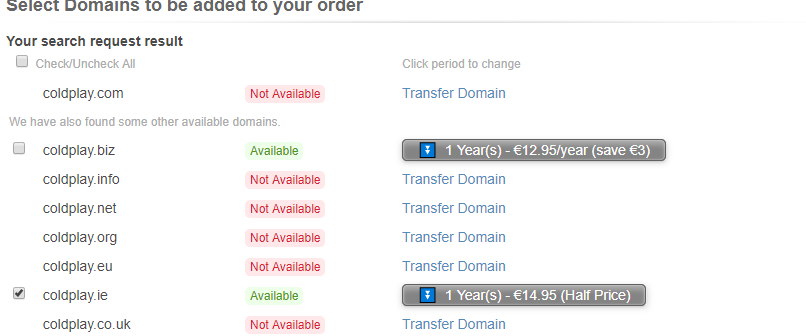 Select Domains to be added to your order
Your search request result
Check/Uncheck All Click period to change
coldplay.com Not Available Transfer Domain
We have also found some other available domains.
coldplay.biz Available 1 Year(s) - €12.95/year (save €3)
coldplay.info Not Available Transfer Domain
coldplay.net Not Available Transfer Domain
coldplay.org Not Available Transfer Domain
coldplay.eu Not Available Transfer Domain
coldplay.ie Available 1 Year(s) - €14.95 (Half Price)
coldplay.co.uk Not Available Transfer Domain